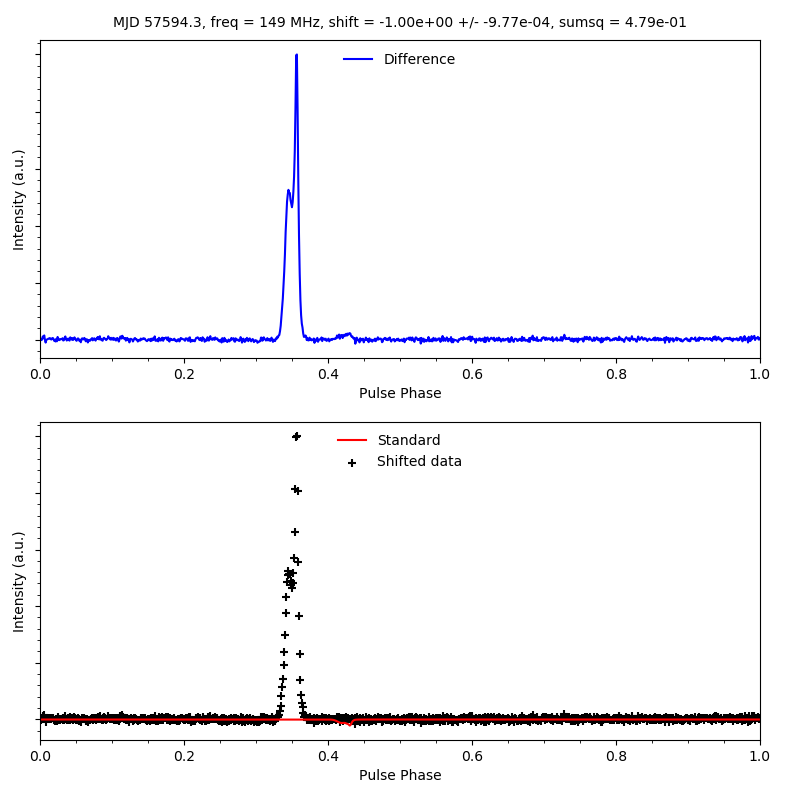 MJD 57594.3, freq = 149 MHz, shift = -1.00e+00 +/- -9.77e-04, sumsq = 4.79e-01
Difference
Intensity (a.u.)
0.0 0.2 0.4 0.6 0.8 1.0
Pulse Phase
Standard
Shifted data
Intensity (a.u.)
0.0 0.2 0.4 0.6 0.8 1.0
Pulse Phase